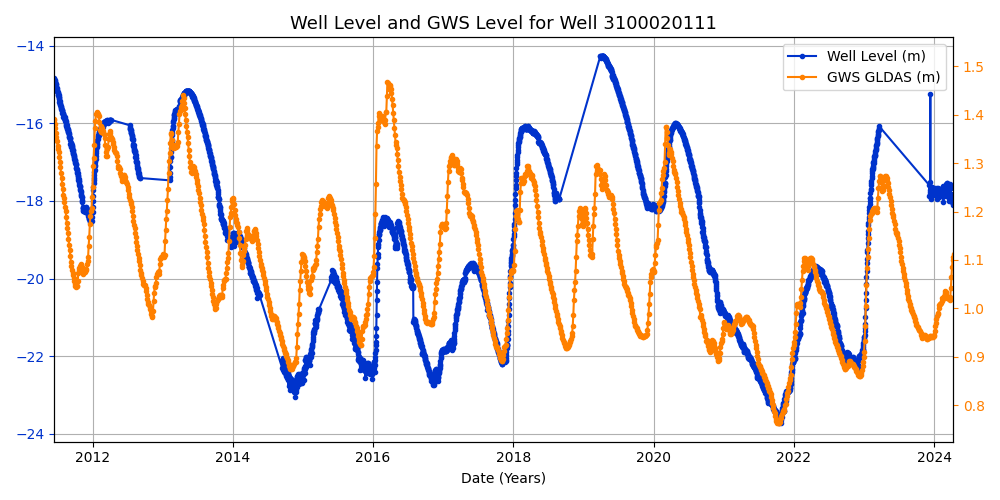 Well Level and GWS Level for Well 3100020111
Well Level (m)
GWS GLDAS (m)
−14
−16
−18
−20
−22
−24
1.5
1.4
1.3
1.2
1.1
1.0
0.9
0.8
2012 2014 2016 2018 2020 2022 2024
Date (Years)